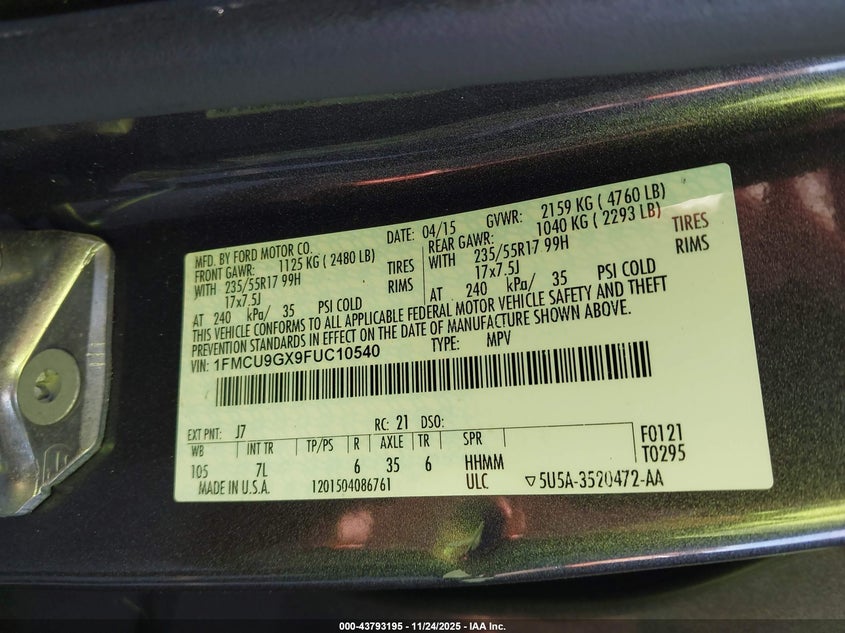 MFD. BY FORD MOTOR CO. DATE: 04/15 GVWR: 2159 KG ( 4760 LB)
FRONT GAWR: 1125 KG ( 2480 LB) REAR GAWR: 1040 KG ( 2293 LB)
WITH 235/55R17 99H TIRES WITH 235/55R17 99H TIRES
17x7.5J RIMS 17x7.5J RIMS
AT 240 kPa/ 35 PSI COLD AT 240 kPa/ 35 PSI COLD
THIS VEHICLE CONFORMS TO ALL APPLICABLE FEDERAL MOTOR VEHICLE SAFETY AND THEFT
PREVENTION STANDARDS IN EFFECT ON THE DATE OF MANUFACTURE SHOWN ABOVE.
VIN: 1FMCU9GX9FUC10540 TYPE: MPV
EXT PNT: J7 RC: 21 DSO:
WB INT TR TP/PS R AXLE TR SPR F0121
105 7L 6 35 6 HHMM T0295
MADE IN U.S.A. 1201504086761 ULC ▽5U5A-3520472-AA
000-43793195 - 11/24/2025 - IAA Inc.